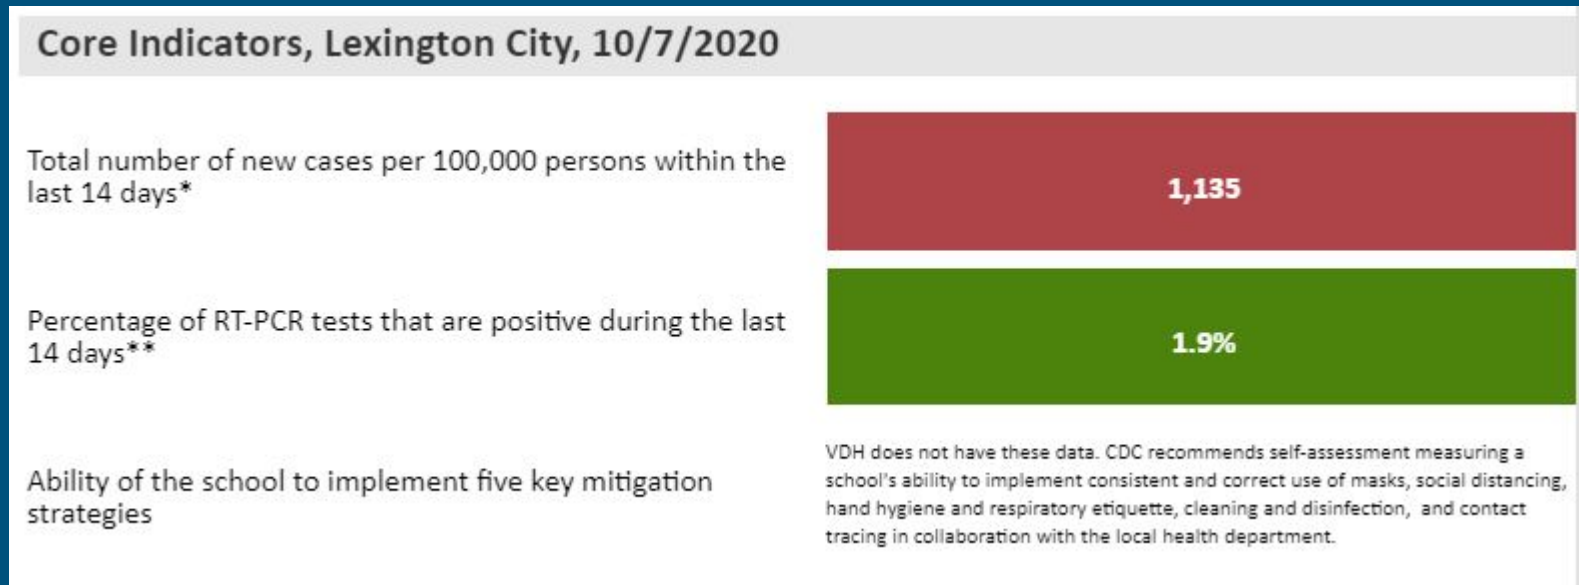 Core Indicators, Lexington City, 10/7/2020
Total number of new cases per 100,000 persons within the
last 14 days*
1,135
Percentage of RT-PCR tests that are positive during the last
14 days**
1.9%
Ability of the school to implement five key mitigation
strategies
VDH does not have these data. CDC recommends self-assessment measuring a
school's ability to implement consistent and correct use of masks, social distancing,
hand hygiene and respiratory etiquette, cleaning and disinfection, and contact
tracing in collaboration with the local health department.